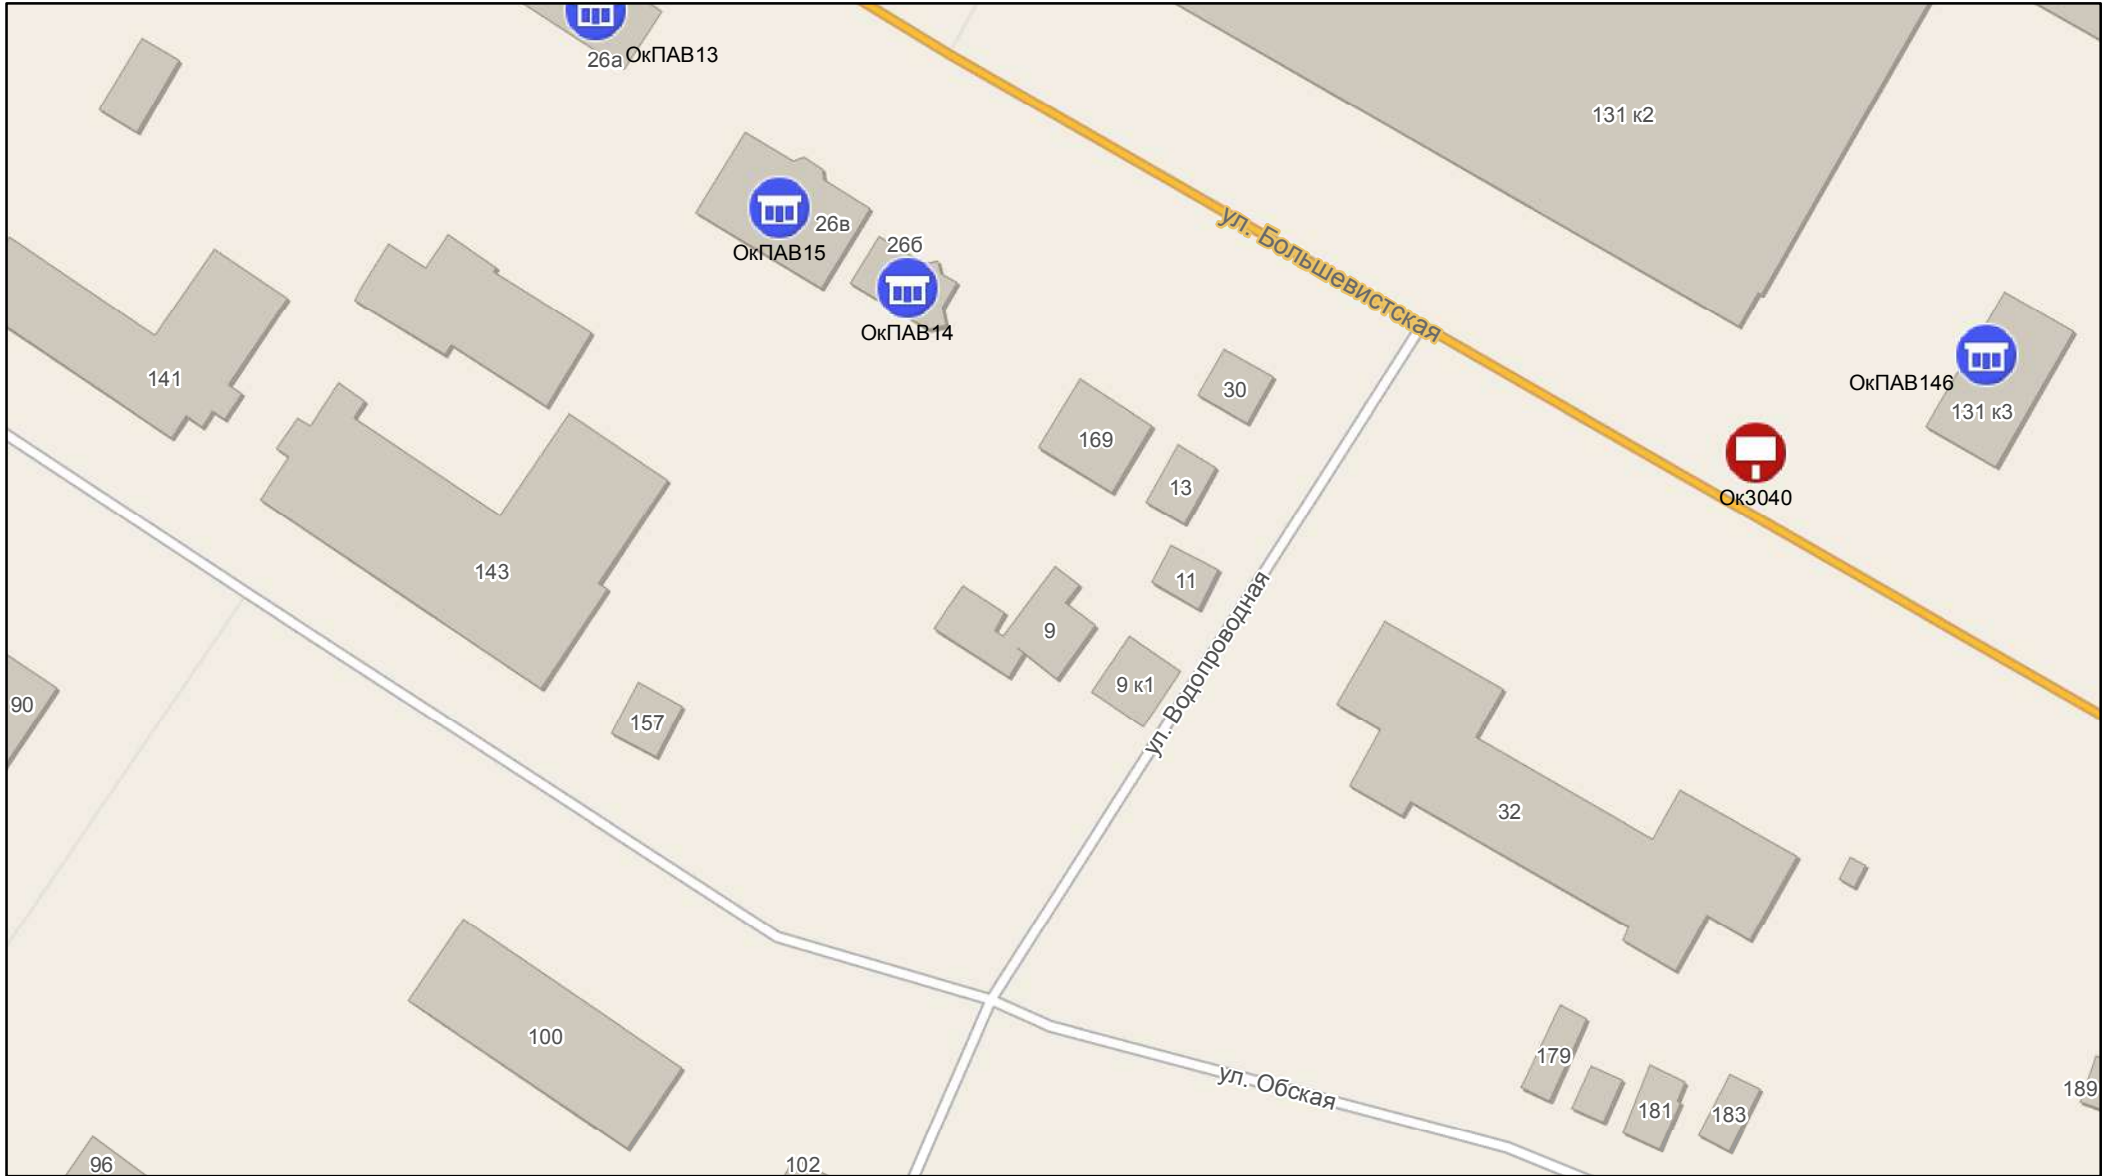 26а
ОкПАВ13
131 к2
26в
ОкПАВ15
26б
ОкПАВ14
ул. Большевистская
ОкПАВ146
131 к3
141
30
169
13
Ок3040
143
11
9
9 к1
ул. Водопроводная
90
157
32
100
179
ул. Обская
181
183
189
96
102